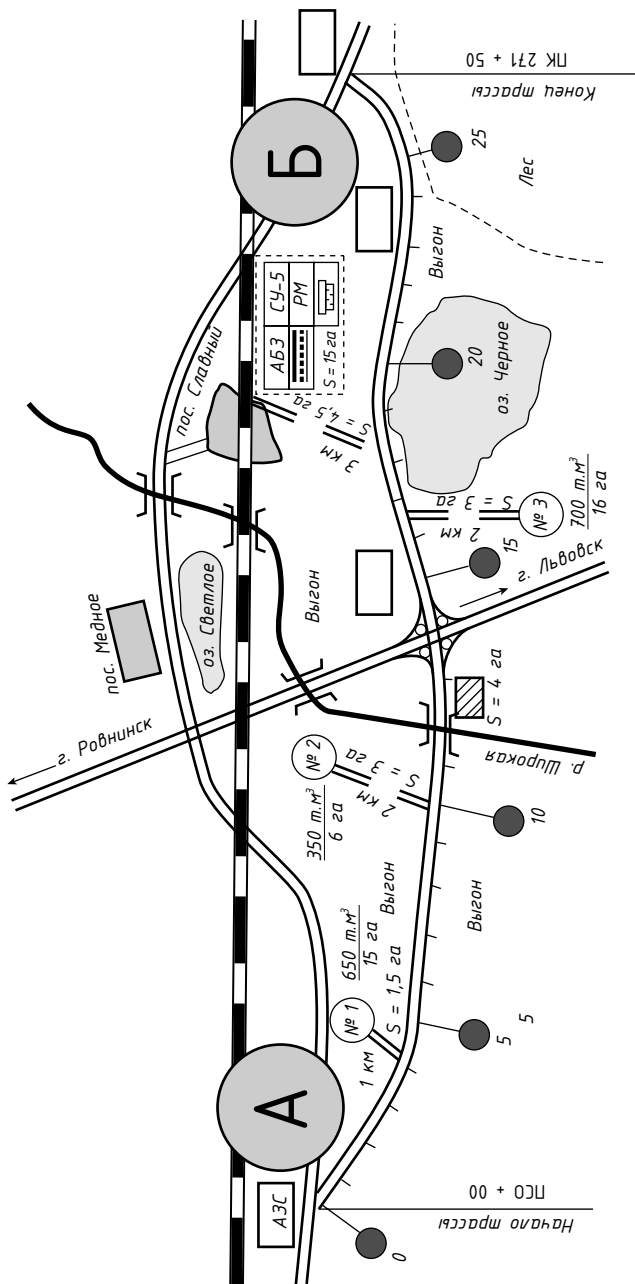 А
Б
АЗС
0
Начало трассы
ПСО + 00
1 км
№ 1
S = 1,5 га
650 т.м³
15 га
5
5
Выгон
Выгон
350 т.м³
6 га
№ 2
2 км
S = 3 га
10
р. Широкая
S = 4 га
г. Ровнинск
пос. Медное
оз. Светлое
Выгон
г. Львовск
15
2 км
S = 3 га
№ 3
700 т.м³
16 га
пос. Славный
3 км
S = 4,5 га
АБЗ
СУ-5
РМ
S = 15 га
20
оз. Черное
Выгон
25
Лес
Конец трассы
ПК 271 + 50